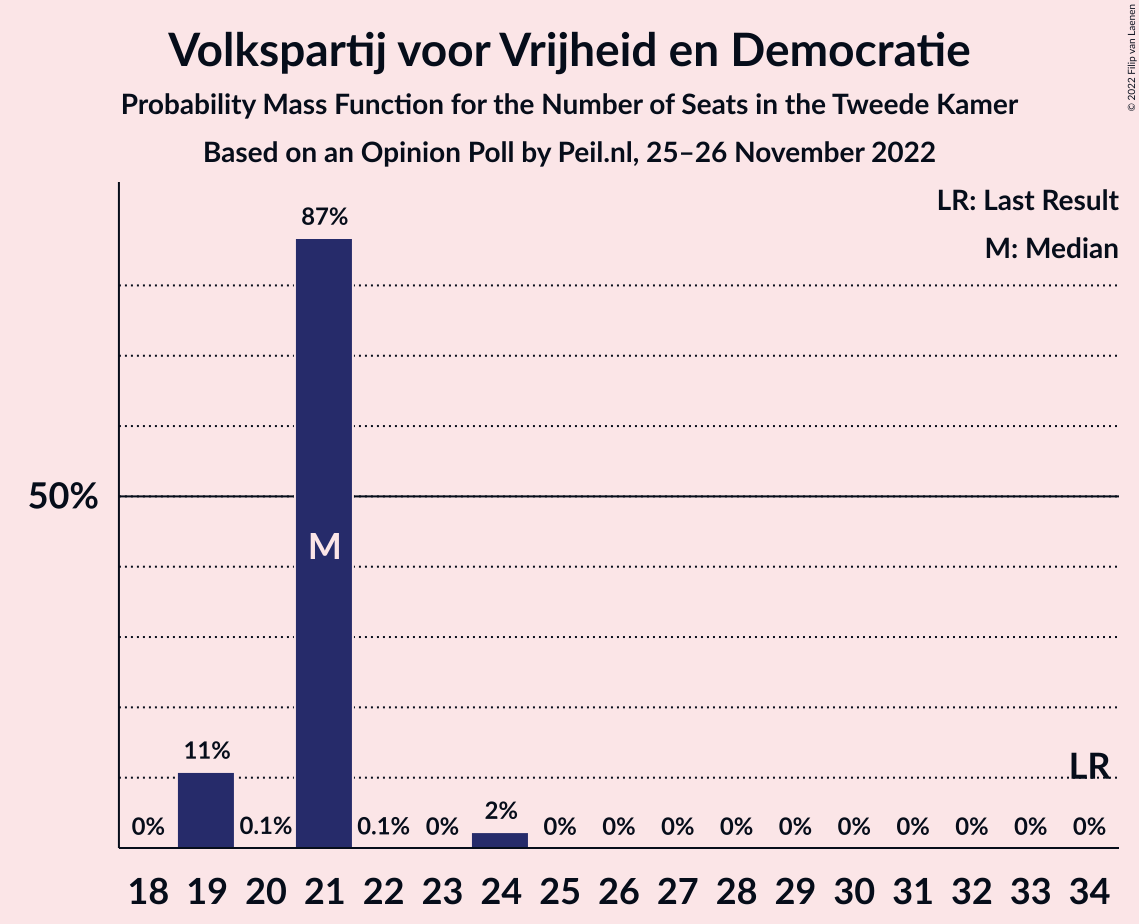 Volkspartij voor Vrijheid en Democratie
Probability Mass Function for the Number of Seats in the Tweede Kamer
Based on an Opinion Poll by Peil.nl, 25–26 November 2022
© 2022 Filip van Laenen
LR: Last Result
M: Median
87%
50%
M
11%
LR
2%
0% 0.1% 0.1% 0% 0% 0% 0% 0% 0% 0% 0% 0% 0% 0%
18 19 20 21 22 23 24 25 26 27 28 29 30 31 32 33 34